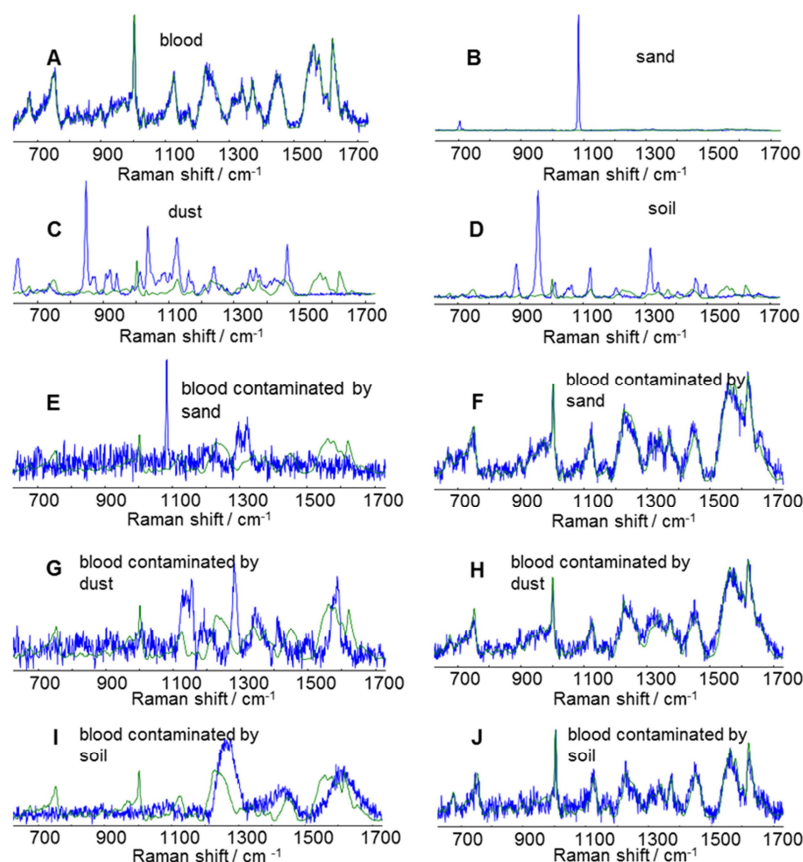 A
blood
700 900 1100 1300 1500 1700
Raman shift / cm⁻¹
B
sand
700 900 1100 1300 1500 1700
Raman shift / cm⁻¹
C
dust
700 900 1100 1300 1500 1700
Raman shift / cm⁻¹
D
soil
700 900 1100 1300 1500 1700
Raman shift / cm⁻¹
E
blood contaminated by
sand
700 900 1100 1300 1500 1700
Raman shift / cm⁻¹
F
blood contaminated by
sand
700 900 1100 1300 1500 1700
Raman shift / cm⁻¹
G
blood contaminated by
dust
700 900 1100 1300 1500 1700
Raman shift / cm⁻¹
H
blood contaminated by
dust
700 900 1100 1300 1500 1700
Raman shift / cm⁻¹
I
blood contaminated by
soil
700 900 1100 1300 1500 1700
Raman shift / cm⁻¹
J
blood contaminated by
soil
700 900 1100 1300 1500 1700
Raman shift / cm⁻¹